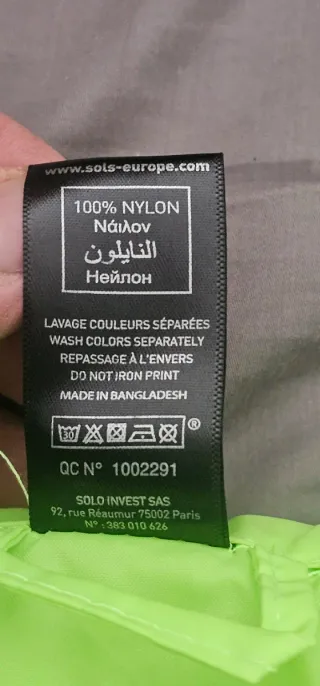 www.sols-europe.com
100% NYLON
Νάιλον
النايلون
Нейлон
LAVAGE COULEURS SÉPARÉES
WASH COLORS SEPARATELY
REPASSAGE À L'ENVERS
DO NOT IRON PRINT
MADE IN BANGLADESH
30 ®
QC N° 1002291
SOLO INVEST SAS
92, rue Réaumur 75002 Paris
N° : 383 010 626